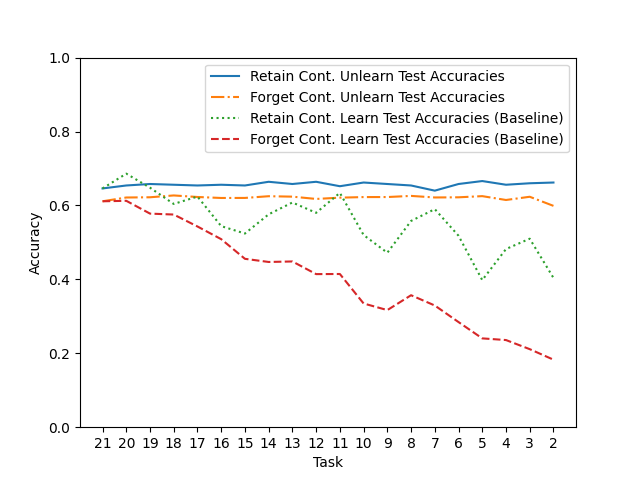 1.0
0.8
0.6
0.4
0.2
0.0
Accuracy
Retain Cont. Unlearn Test Accuracies
Forget Cont. Unlearn Test Accuracies
Retain Cont. Learn Test Accuracies (Baseline)
Forget Cont. Learn Test Accuracies (Baseline)
21 20 19 18 17 16 15 14 13 12 11 10 9 8 7 6 5 4 3 2
Task